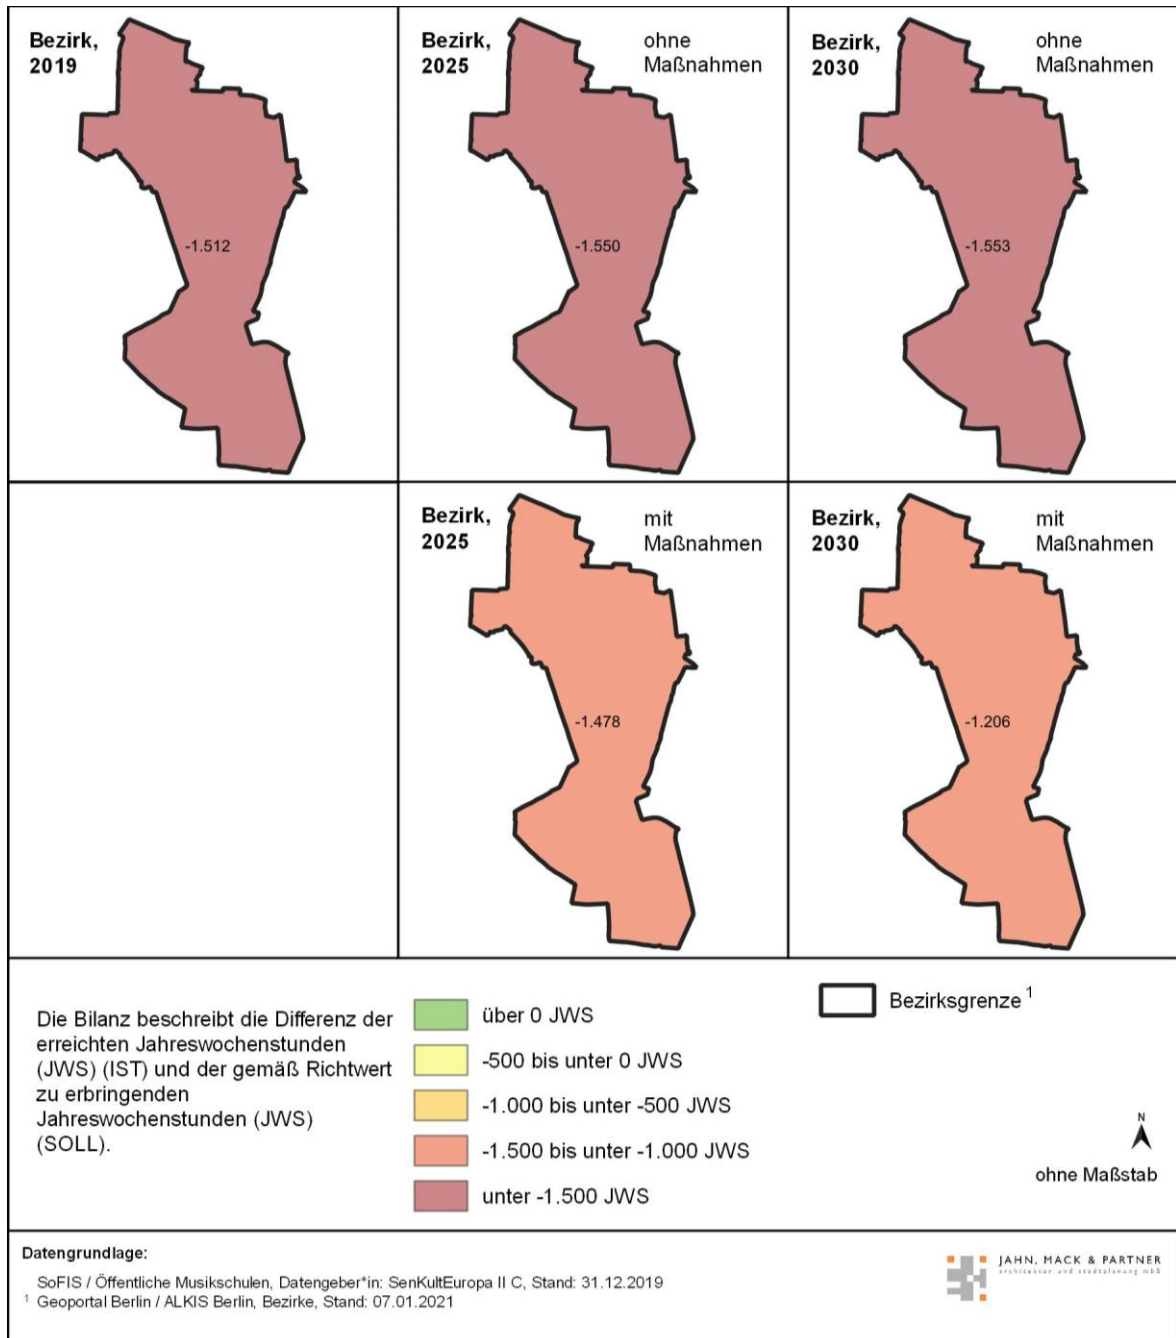 Bezirk,
2019
-1.512
Bezirk,
2025
ohne
Maßnahmen
-1.550
Bezirk,
2030
ohne
Maßnahmen
-1.553
Bezirk,
2025
mit
Maßnahmen
-1.478
Bezirk,
2030
mit
Maßnahmen
-1.206
Die Bilanz beschreibt die Differenz der
erreichten Jahreswochenstunden
(JWS) (IST) und der gemäß Richtwert
zu erbringenden
Jahreswochenstunden (JWS)
(SOLL).
über 0 JWS
-500 bis unter 0 JWS
-1.000 bis unter -500 JWS
-1.500 bis unter -1.000 JWS
unter -1.500 JWS
Bezirksgrenze 1
N
ohne Maßstab
Datengrundlage:
SoFIS / Öffentliche Musikschulen, Datengeber*in: SenKultEuropa II C, Stand: 31.12.2019
1 Geoportal Berlin / ALKIS Berlin, Bezirke, Stand: 07.01.2021
JAHN, MACK & PARTNER
architektur und stadtplanung mbb